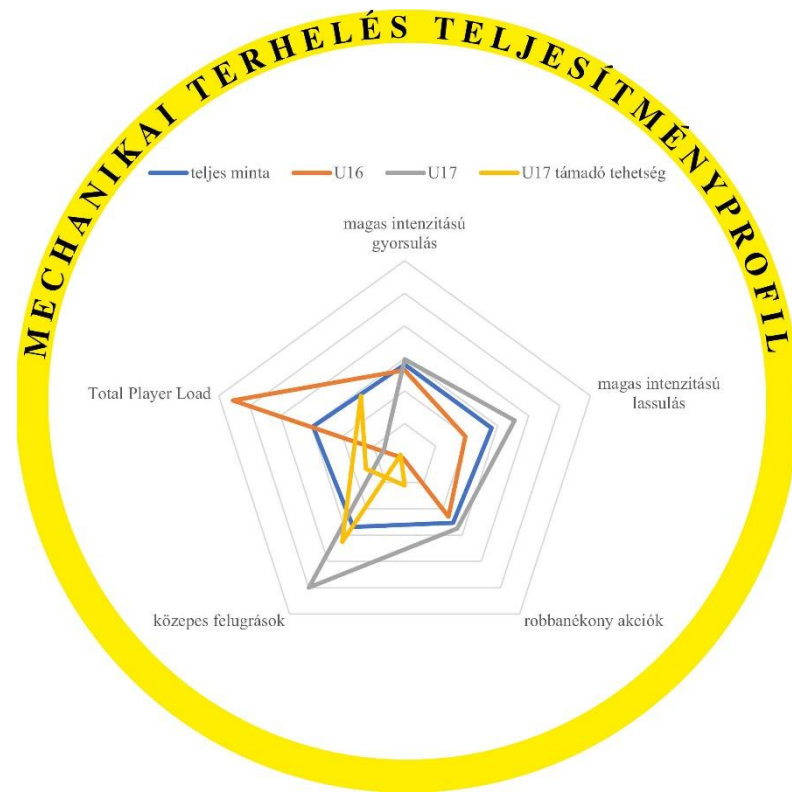 MECHANIKAI TERHELÉS TELJESÍTMÉNYPROFIL
teljes minta U16 U17 U17 támadó tehetség
magas intenzitású
gyorsulás
magas intenzitású
lassulás
Total Player Load
közepes felugrások
robbanékony akciók